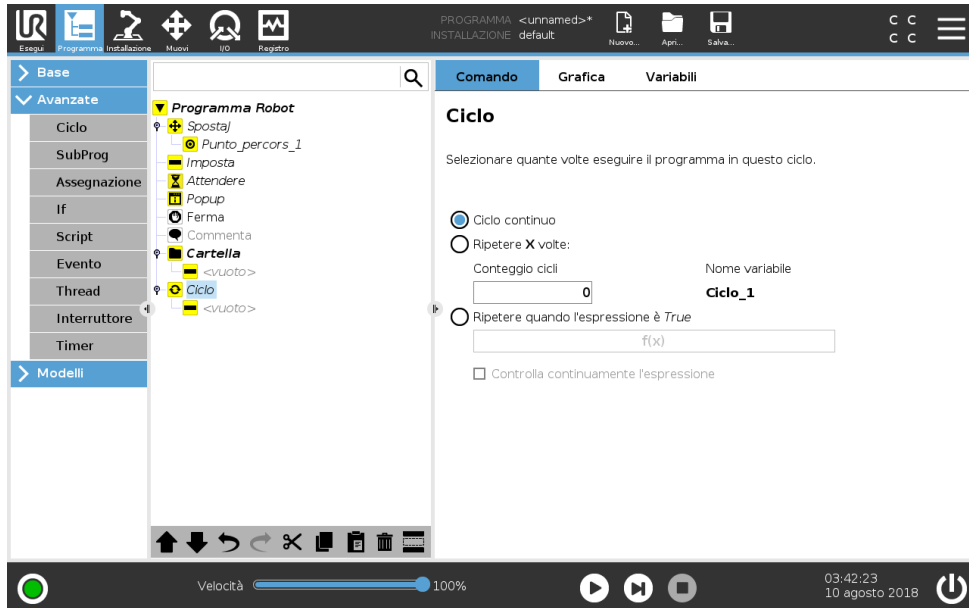 PROGRAMMA <unnamed>*
INSTALLAZIONE default
UR
Esegui
Programma
Installazione
Muovi
I/O
Registro
Nuovo...
Apri...
Salva...
C C
C C
Base
Avanzate
Ciclo
SubProg
Assegnazione
If
Script
Evento
Thread
Interruttore
Timer
Modelli
Programma Robot
SpostaJ
Punto_percors_1
Imposta
Attendere
Popup
Ferma
Commenta
Cartella
<vuoto>
Ciclo
<vuoto>
Comando Grafica Variabili
Ciclo
Selezionare quante volte eseguire il programma in questo ciclo.
Ciclo continuo
Ripetere X volte:
Conteggio cicli Nome variabile
0 Ciclo_1
Ripetere quando l'espressione è True
f(x)
Controlla continuamente l'espressione
Velocità 100%
03:42:23
10 agosto 2018